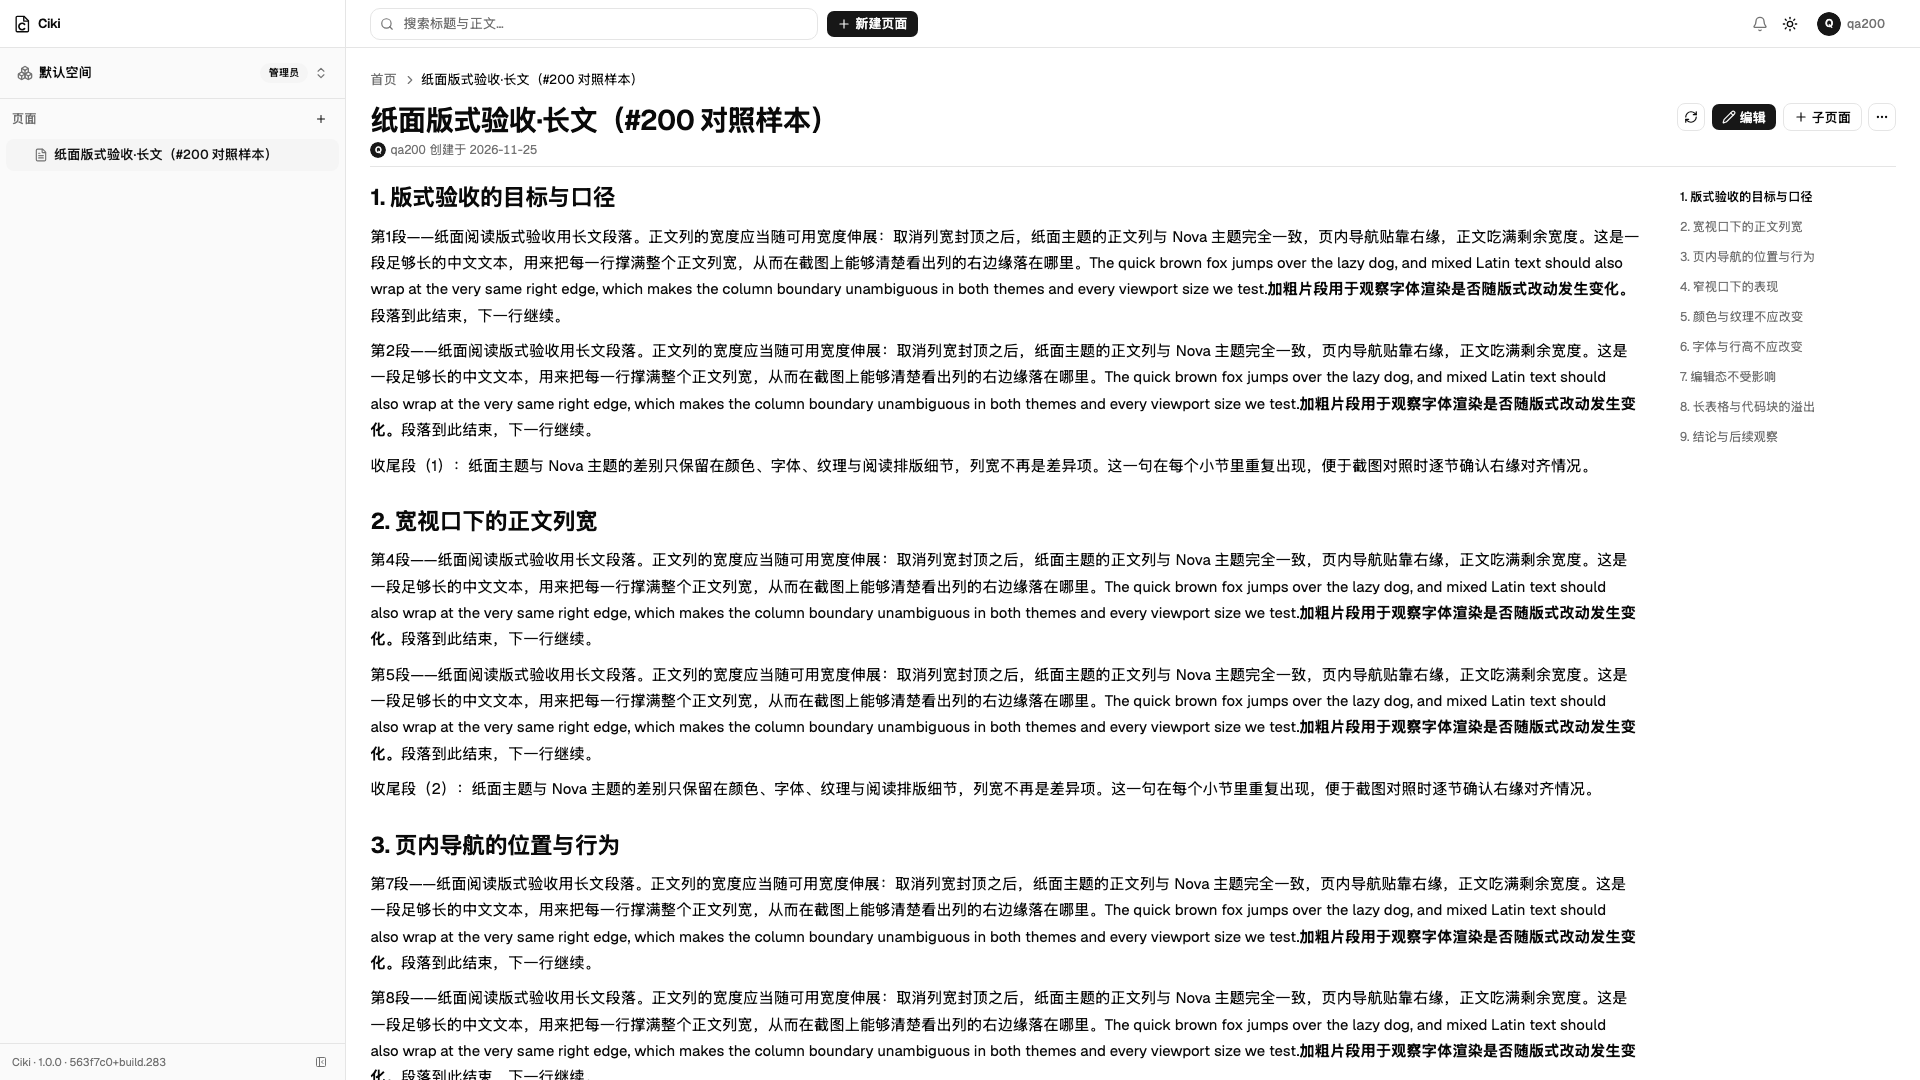 Ciki
搜索标题与正文...
新建页面
qa200
默认空间
管理员
页面
纸面版式验收·长文（#200 对照样本）
首页 > 纸面版式验收·长文（#200 对照样本）
纸面版式验收·长文（#200 对照样本）
编辑
子页面
Q qa200 创建于 2026-11-25
1. 版式验收的目标与口径
第1段——纸面阅读版式验收用长文段落。正文列的宽度应当随可用宽度伸展：取消列宽封顶之后，纸面主题的正文列与 Nova 主题完全一致，页内导航贴靠右缘，正文吃满剩余宽度。这是一
段足够长的中文文本，用来把每一行撑满整个正文列宽，从而在截图上能够清楚看出列的右边缘落在哪里。The quick brown fox jumps over the lazy dog, and mixed Latin text should also
wrap at the very same right edge, which makes the column boundary unambiguous in both themes and every viewport size we test.加粗片段用于观察字体渲染是否随版式改动发生变化。
段落到此结束，下一行继续。
第2段——纸面阅读版式验收用长文段落。正文列的宽度应当随可用宽度伸展：取消列宽封顶之后，纸面主题的正文列与 Nova 主题完全一致，页内导航贴靠右缘，正文吃满剩余宽度。这是
一段足够长的中文文本，用来把每一行撑满整个正文列宽，从而在截图上能够清楚看出列的右边缘落在哪里。The quick brown fox jumps over the lazy dog, and mixed Latin text should
also wrap at the very same right edge, which makes the column boundary unambiguous in both themes and every viewport size we test.加粗片段用于观察字体渲染是否随版式改动发生变
化。段落到此结束，下一行继续。
收尾段（1）：纸面主题与 Nova 主题的差别只保留在颜色、字体、纹理与阅读排版细节，列宽不再是差异项。这一句在每个小节里重复出现，便于截图对照时逐节确认右缘对齐情况。
2. 宽视口下的正文列宽
第4段——纸面阅读版式验收用长文段落。正文列的宽度应当随可用宽度伸展：取消列宽封顶之后，纸面主题的正文列与 Nova 主题完全一致，页内导航贴靠右缘，正文吃满剩余宽度。这是
一段足够长的中文文本，用来把每一行撑满整个正文列宽，从而在截图上能够清楚看出列的右边缘落在哪里。The quick brown fox jumps over the lazy dog, and mixed Latin text should
also wrap at the very same right edge, which makes the column boundary unambiguous in both themes and every viewport size we test.加粗片段用于观察字体渲染是否随版式改动发生变
化。段落到此结束，下一行继续。
第5段——纸面阅读版式验收用长文段落。正文列的宽度应当随可用宽度伸展：取消列宽封顶之后，纸面主题的正文列与 Nova 主题完全一致，页内导航贴靠右缘，正文吃满剩余宽度。这是
一段足够长的中文文本，用来把每一行撑满整个正文列宽，从而在截图上能够清楚看出列的右边缘落在哪里。The quick brown fox jumps over the lazy dog, and mixed Latin text should
also wrap at the very same right edge, which makes the column boundary unambiguous in both themes and every viewport size we test.加粗片段用于观察字体渲染是否随版式改动发生变
化。段落到此结束，下一行继续。
收尾段（2）：纸面主题与 Nova 主题的差别只保留在颜色、字体、纹理与阅读排版细节，列宽不再是差异项。这一句在每个小节里重复出现，便于截图对照时逐节确认右缘对齐情况。
3. 页内导航的位置与行为
第7段——纸面阅读版式验收用长文段落。正文列的宽度应当随可用宽度伸展：取消列宽封顶之后，纸面主题的正文列与 Nova 主题完全一致，页内导航贴靠右缘，正文吃满剩余宽度。这是
一段足够长的中文文本，用来把每一行撑满整个正文列宽，从而在截图上能够清楚看出列的右边缘落在哪里。The quick brown fox jumps over the lazy dog, and mixed Latin text should
also wrap at the very same right edge, which makes the column boundary unambiguous in both themes and every viewport size we test.加粗片段用于观察字体渲染是否随版式改动发生变
化。段落到此结束，下一行继续。
第8段——纸面阅读版式验收用长文段落。正文列的宽度应当随可用宽度伸展：取消列宽封顶之后，纸面主题的正文列与 Nova 主题完全一致，页内导航贴靠右缘，正文吃满剩余宽度。这是
一段足够长的中文文本，用来把每一行撑满整个正文列宽，从而在截图上能够清楚看出列的右边缘落在哪里。The quick brown fox jumps over the lazy dog, and mixed Latin text should
also wrap at the very same right edge, which makes the column boundary unambiguous in both themes and every viewport size we test.加粗片段用于观察字体渲染是否随版式改动发生变
化。段落到此结束，下一行继续。
1. 版式验收的目标与口径
2. 宽视口下的正文列宽
3. 页内导航的位置与行为
4. 窄视口下的表现
5. 颜色与纹理不应改变
6. 字体与行高不应改变
7. 编辑态不受影响
8. 长表格与代码块的溢出
9. 结论与后续观察
Ciki · 1.0.0 · 563f7c0+build.283